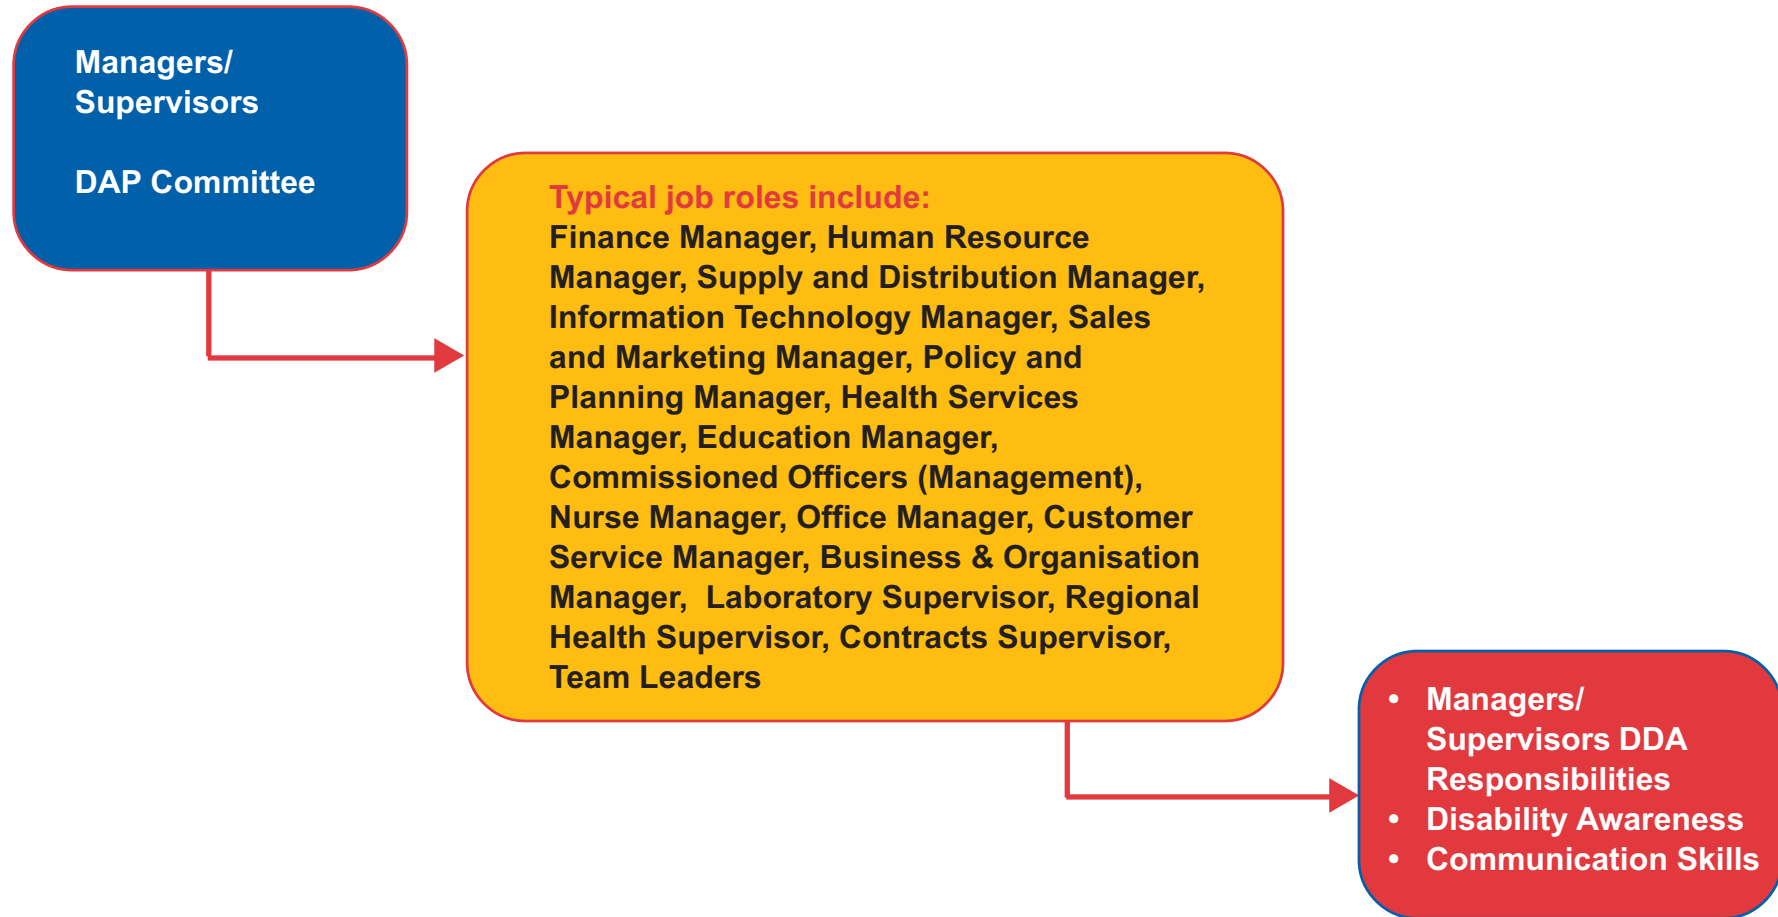 Managers/
Supervisors
DAP Committee
Typical job roles include:
Finance Manager, Human Resource
Manager, Supply and Distribution Manager,
Information Technology Manager, Sales
and Marketing Manager, Policy and
Planning Manager, Health Services
Manager, Education Manager,
Commissioned Officers (Management),
Nurse Manager, Office Manager, Customer
Service Manager, Business & Organisation
Manager,  Laboratory Supervisor, Regional
Health Supervisor, Contracts Supervisor,
Team Leaders
• Managers/
Supervisors DDA
Responsibilities
• Disability Awareness
• Communication Skills